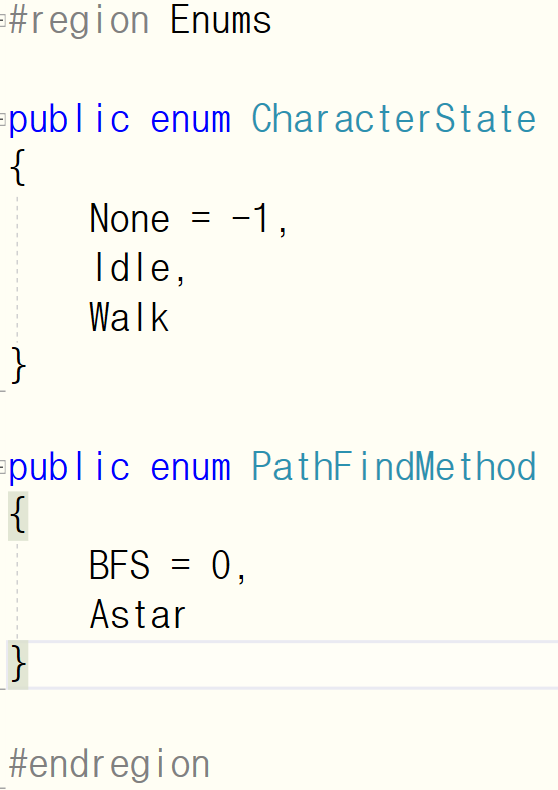 #region Enums
public enum CharacterState
{
None = -1,
Idle,
Walk
}
public enum PathFindMethod
{
BFS = 0,
Astar
}
#endregion